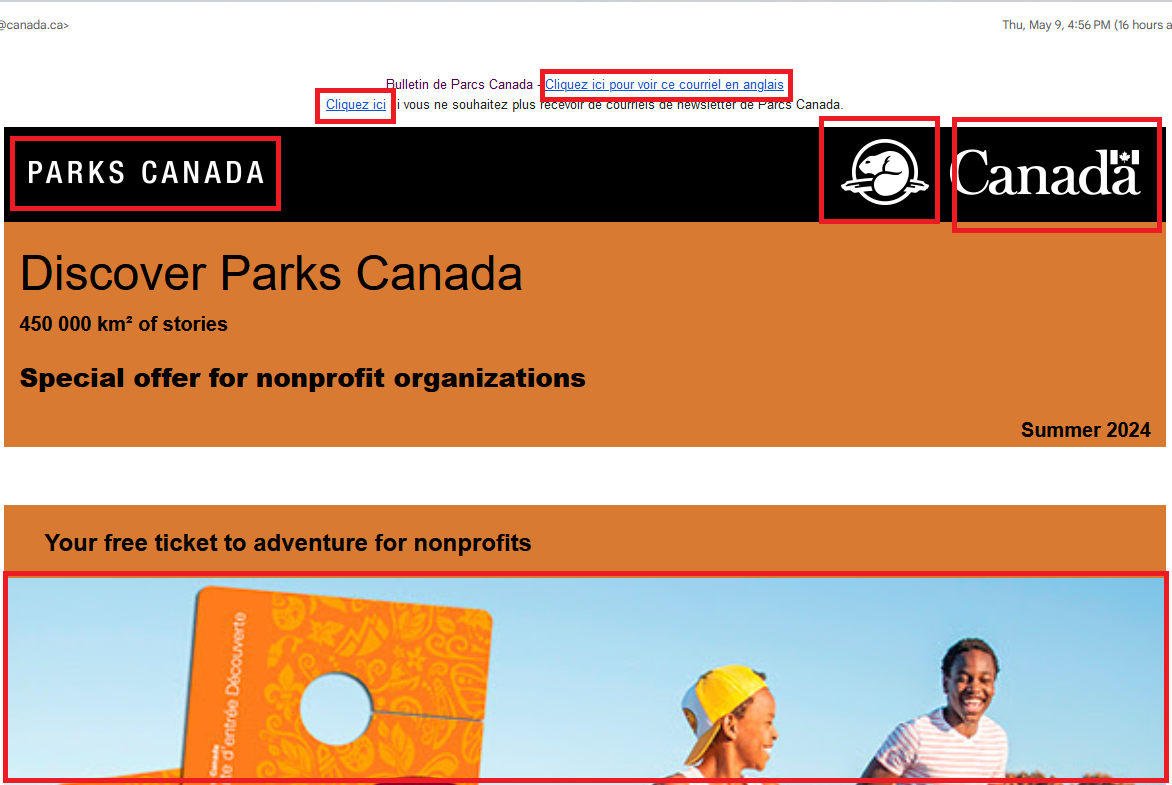 @canada.ca>
Thu, May 9, 4:56 PM (16 hours a
Bulletin de Parcs Canada - Cliquez ici pour voir ce courriel en anglais
Cliquez ici i vous ne souhaitez plus recevoir de courriels de newsletter de Parcs Canada.
PARKS CANADA
Canada
Discover Parks Canada
450 000 km² of stories
Special offer for nonprofit organizations
Summer 2024
Your free ticket to adventure for nonprofits
te d'entrée Découverte
Canada